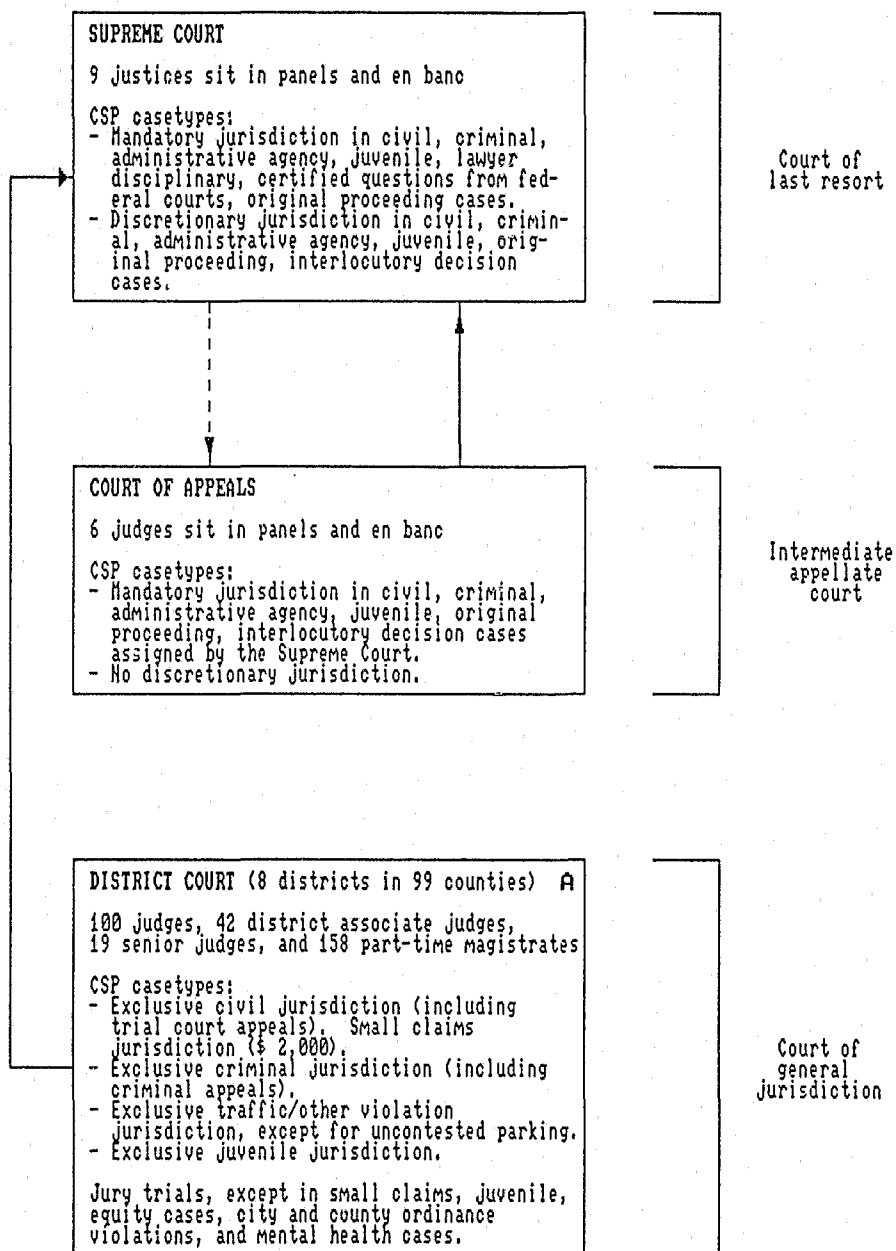 SUPREME COURT
9 justices sit in panels and en banc
CSP casetypes:
- Mandatory jurisdiction in civil, criminal,
administrative agency, juvenile, lawyer
disciplinary, certified questions from fed-
eral courts, original proceeding cases.
- Discretionary jurisdiction in civil, crimin-
al, administrative agency, juvenile, orig-
inal proceeding, interlocutory decision
cases.
Court of
last resort
COURT OF APPEALS
6 judges sit in panels and en banc
CSP casetypes:
- Mandatory jurisdiction in civil, criminal,
administrative agency, juvenile, original
proceeding, interlocutory decision cases
assigned by the Supreme Court.
- No discretionary jurisdiction.
Intermediate
appellate
court
DISTRICT COURT (8 districts in 99 counties) A
100 judges, 42 district associate judges,
19 senior judges, and 158 part-time magistrates
CSP casetypes:
- Exclusive civil jurisdiction (including
trial court appeals). Small claims
jurisdiction ($ 2,000).
- Exclusive criminal jurisdiction (including
criminal appeals).
- Exclusive traffic/other violation
jurisdiction, except for uncontested parking.
- Exclusive juvenile jurisdiction.
Jury trials, except in small claims, juvenile,
equity cases, city and county ordinance
violations, and mental health cases.
Court of
general
jurisdiction